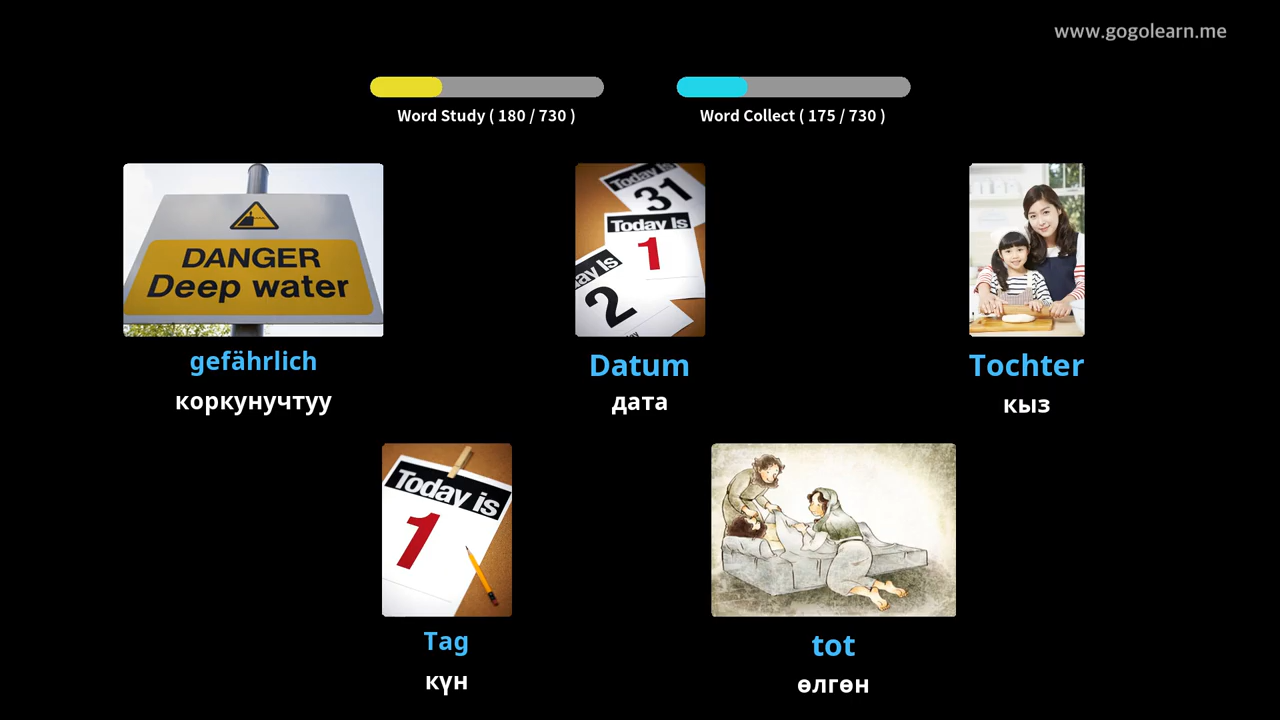 www.gogolearn.me
Word Study ( 180 / 730 )
Word Collect ( 175 / 730 )
DANGER
Deep water
Today Is
31
Today Is
1
ay Is
2
gefährlich
коркунучтуу
Datum
дата
Tochter
кыз
Today is
1
Tag
күн
tot
өлгөн